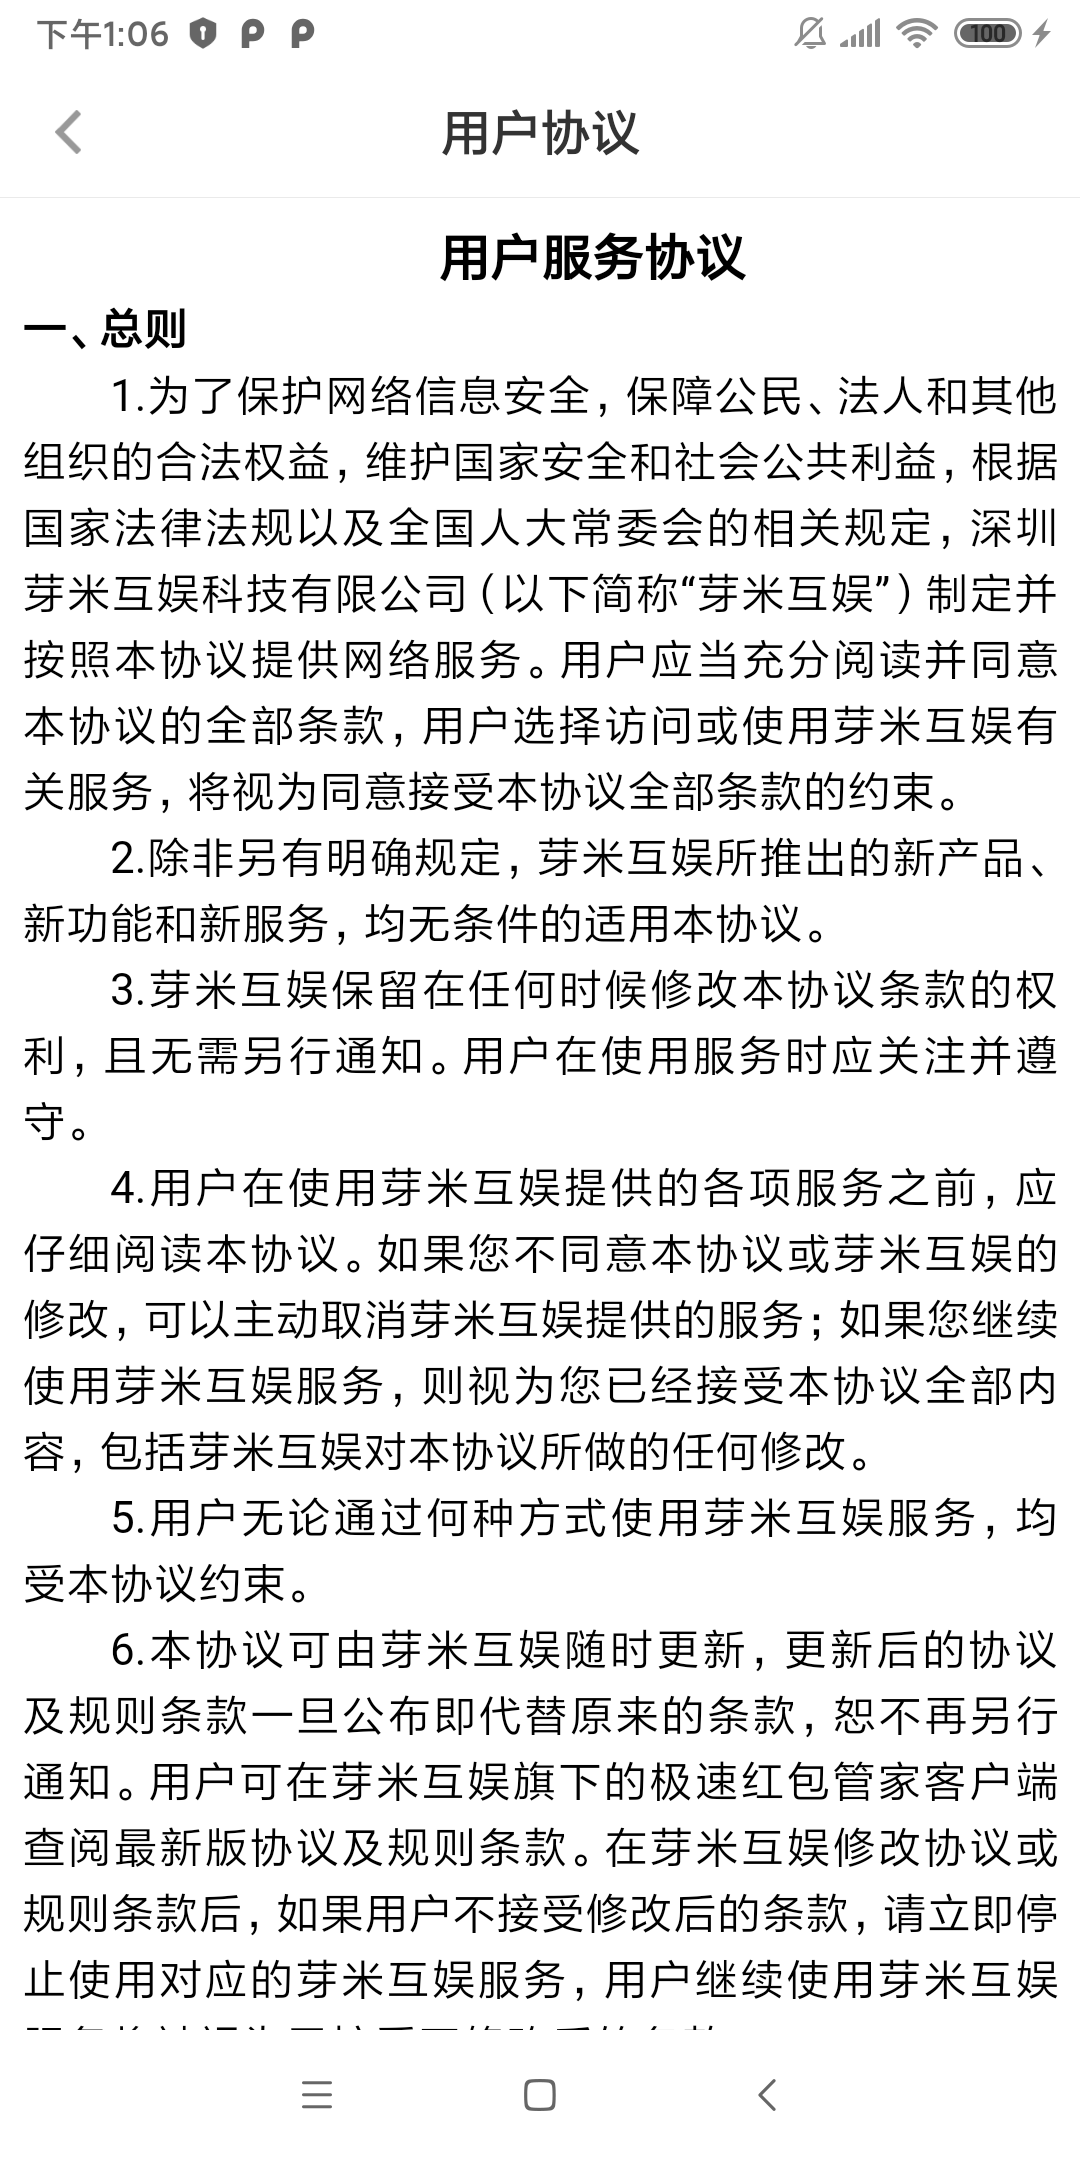 下午1:06
100
用户协议
用户服务协议
一、总则
1.为了保护网络信息安全,保障公民、法人和其他
组织的合法权益,维护国家安全和社会公共利益,根据
国家法律法规以及全国人大常委会的相关规定,深圳
芽米互娱科技有限公司(以下简称“芽米互娱”)制定并
按照本协议提供网络服务。用户应当充分阅读并同意
本协议的全部条款,用户选择访问或使用芽米互娱有
关服务,将视为同意接受本协议全部条款的约束。
2.除非另有明确规定,芽米互娱所推出的新产品、
新功能和新服务,均无条件的适用本协议。
3.芽米互娱保留在任何时候修改本协议条款的权
利,且无需另行通知。用户在使用服务时应关注并遵
守。
4.用户在使用芽米互娱提供的各项服务之前,应
仔细阅读本协议。如果您不同意本协议或芽米互娱的
修改,可以主动取消芽米互娱提供的服务;如果您继续
使用芽米互娱服务,则视为您已经接受本协议全部内
容,包括芽米互娱对本协议所做的任何修改。
5.用户无论通过何种方式使用芽米互娱服务,均
受本协议约束。
6.本协议可由芽米互娱随时更新,更新后的协议
及规则条款一旦公布即代替原来的条款,恕不再另行
通知。用户可在芽米互娱旗下的极速红包管家客户端
查阅最新版协议及规则条款。在芽米互娱修改协议或
规则条款后,如果用户不接受修改后的条款,请立即停
止使用对应的芽米互娱服务,用户继续使用芽米互娱